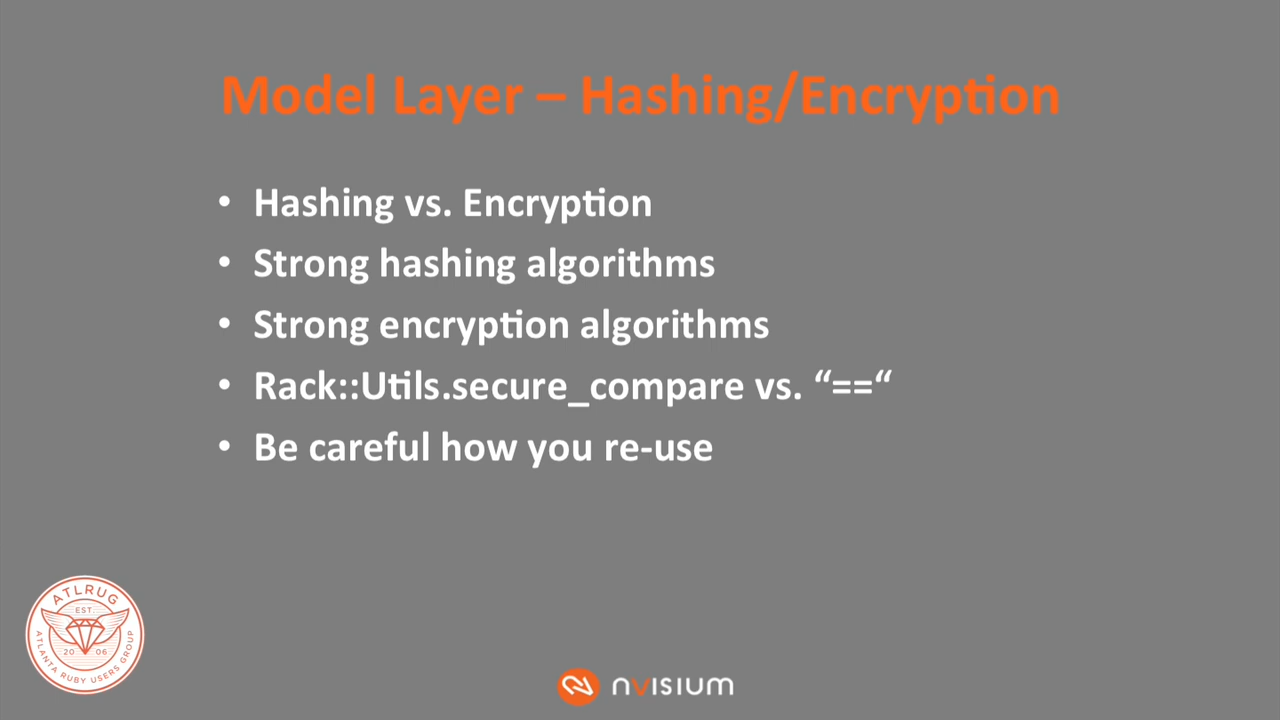 Model Layer – Hashing/Encryption
• Hashing vs. Encryption
• Strong hashing algorithms
• Strong encryption algorithms
• Rack::Utils.secure_compare vs. “==“
• Be careful how you re-use
ATLRUG
EST.
20 06
ATLANTA RUBY USERS GROUP
nVISIUM